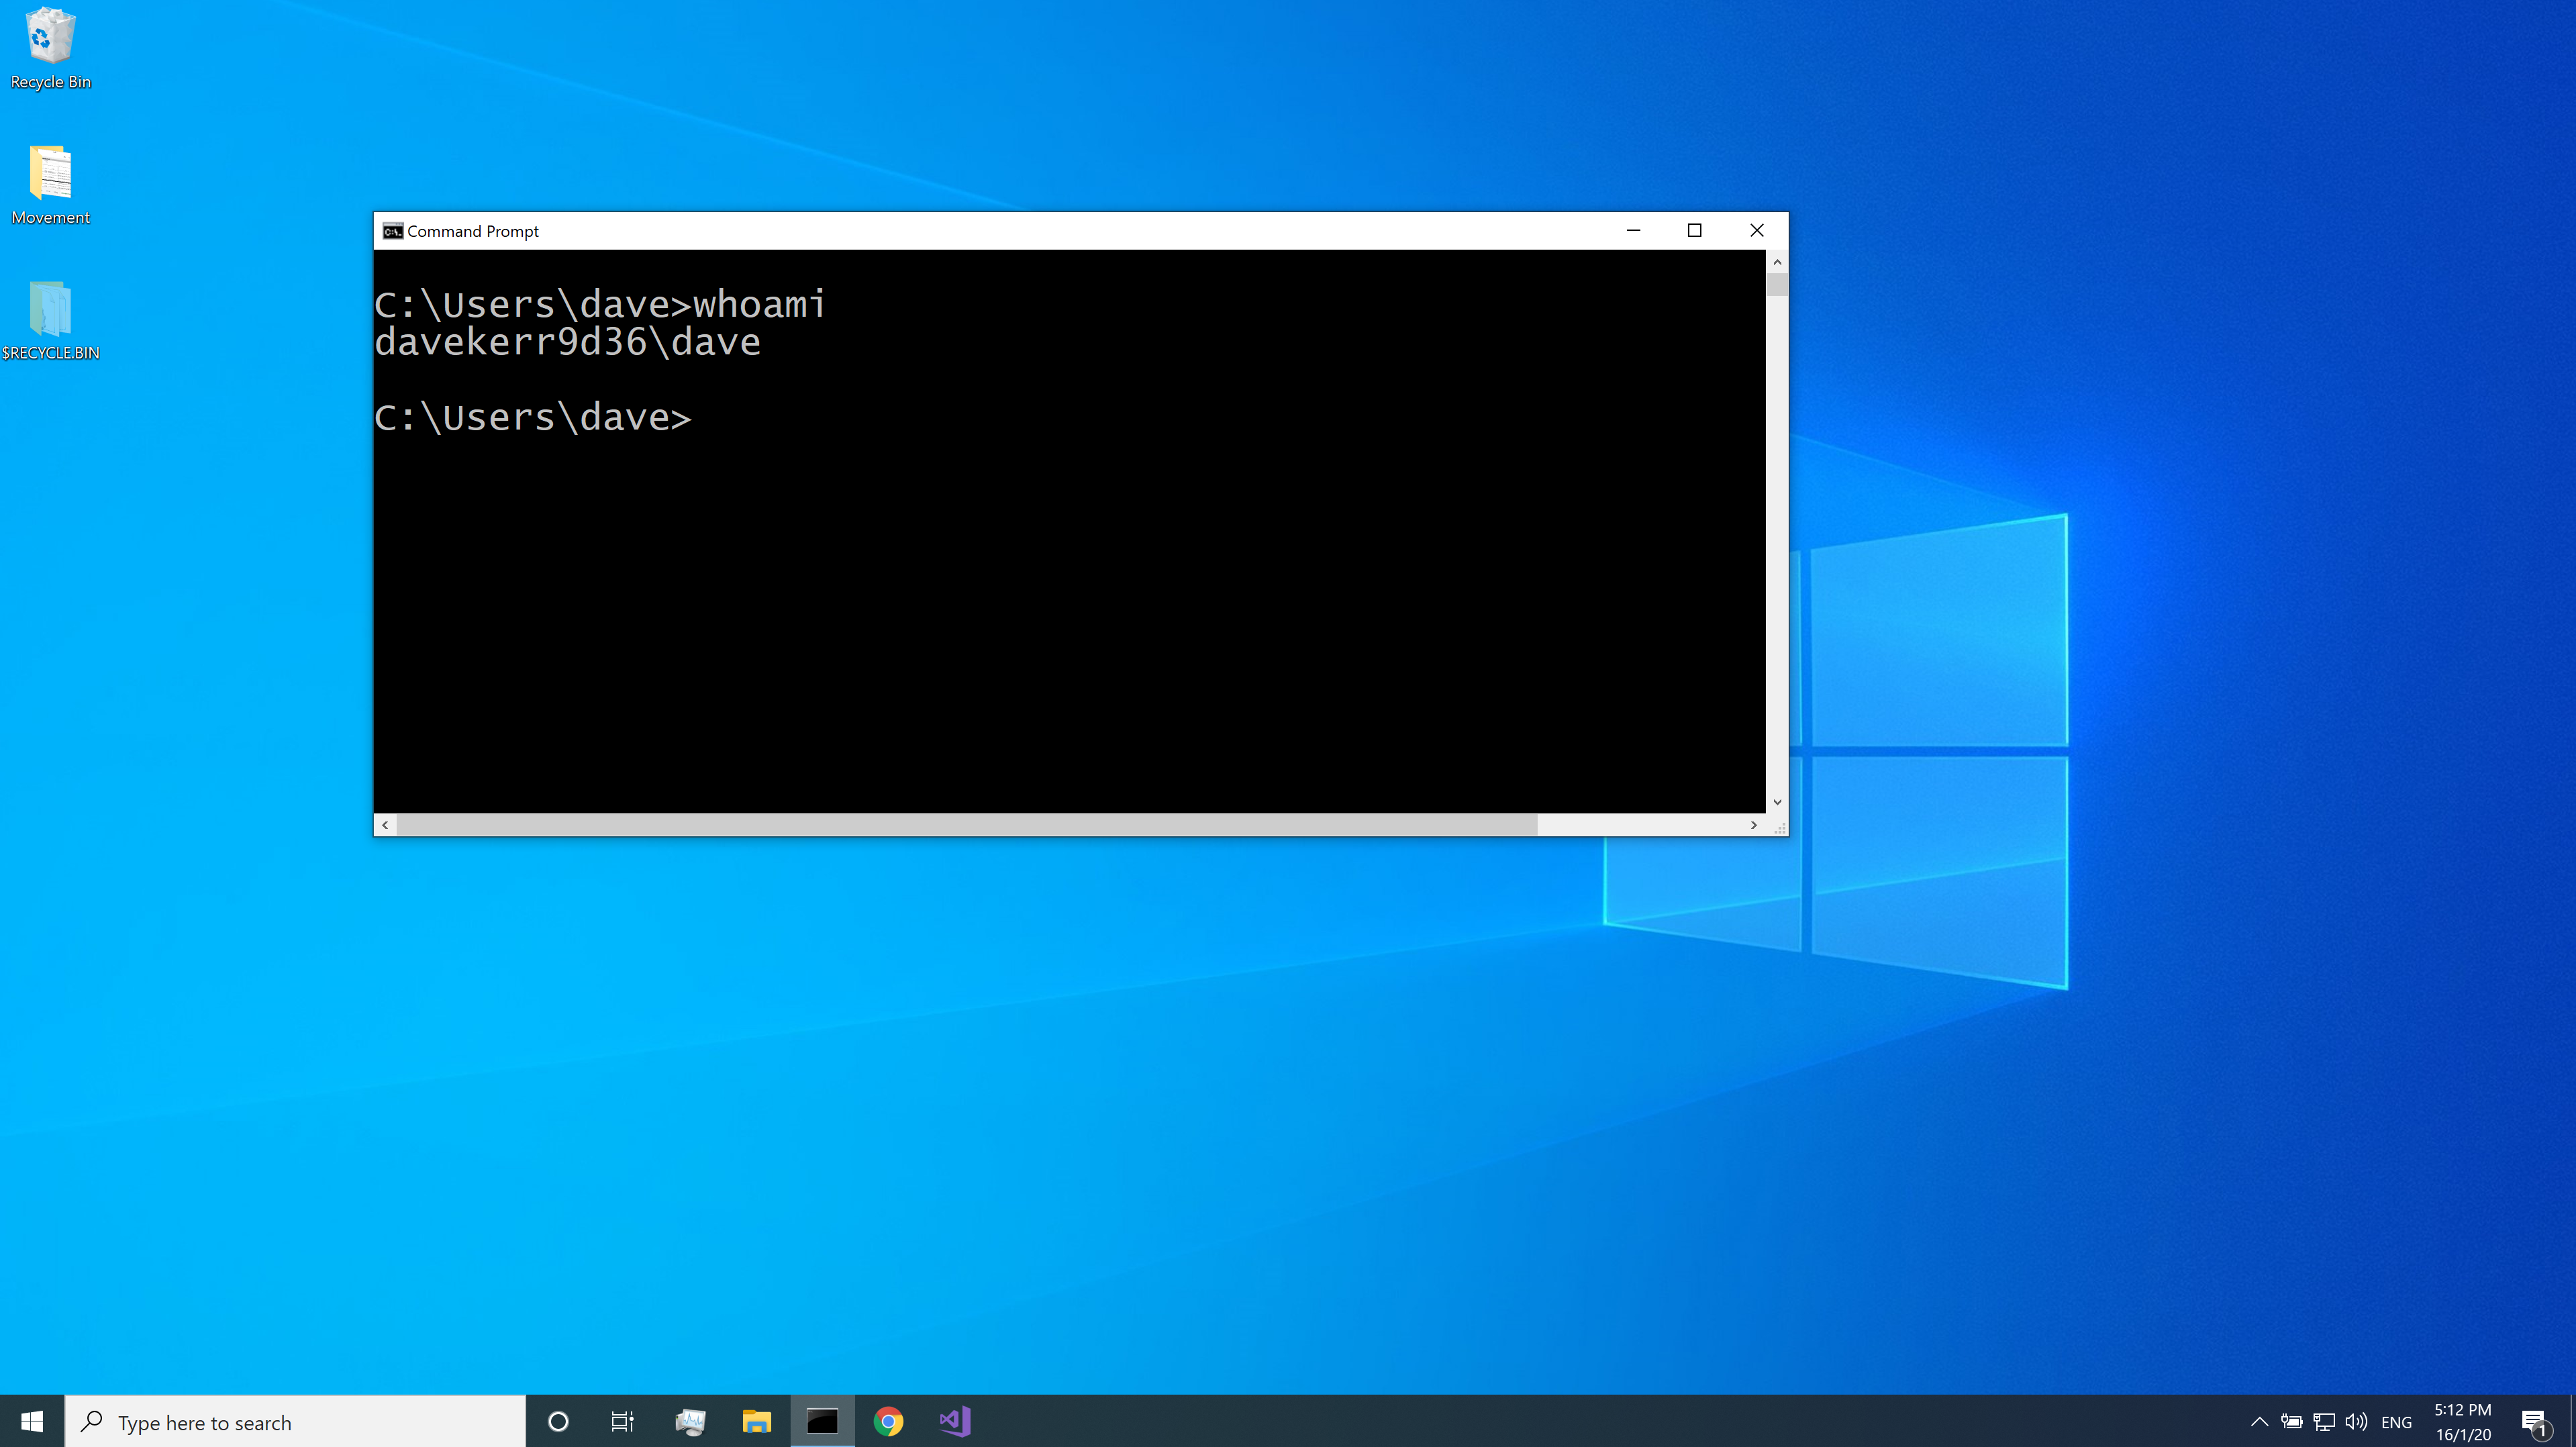 Recycle Bin
Movement
$RECYCLE.BIN
Command Prompt
C:\Users\dave>whoami
davekerr9d36\dave
C:\Users\dave>
Type here to search
ENG
5:12 PM
16/1/20
1